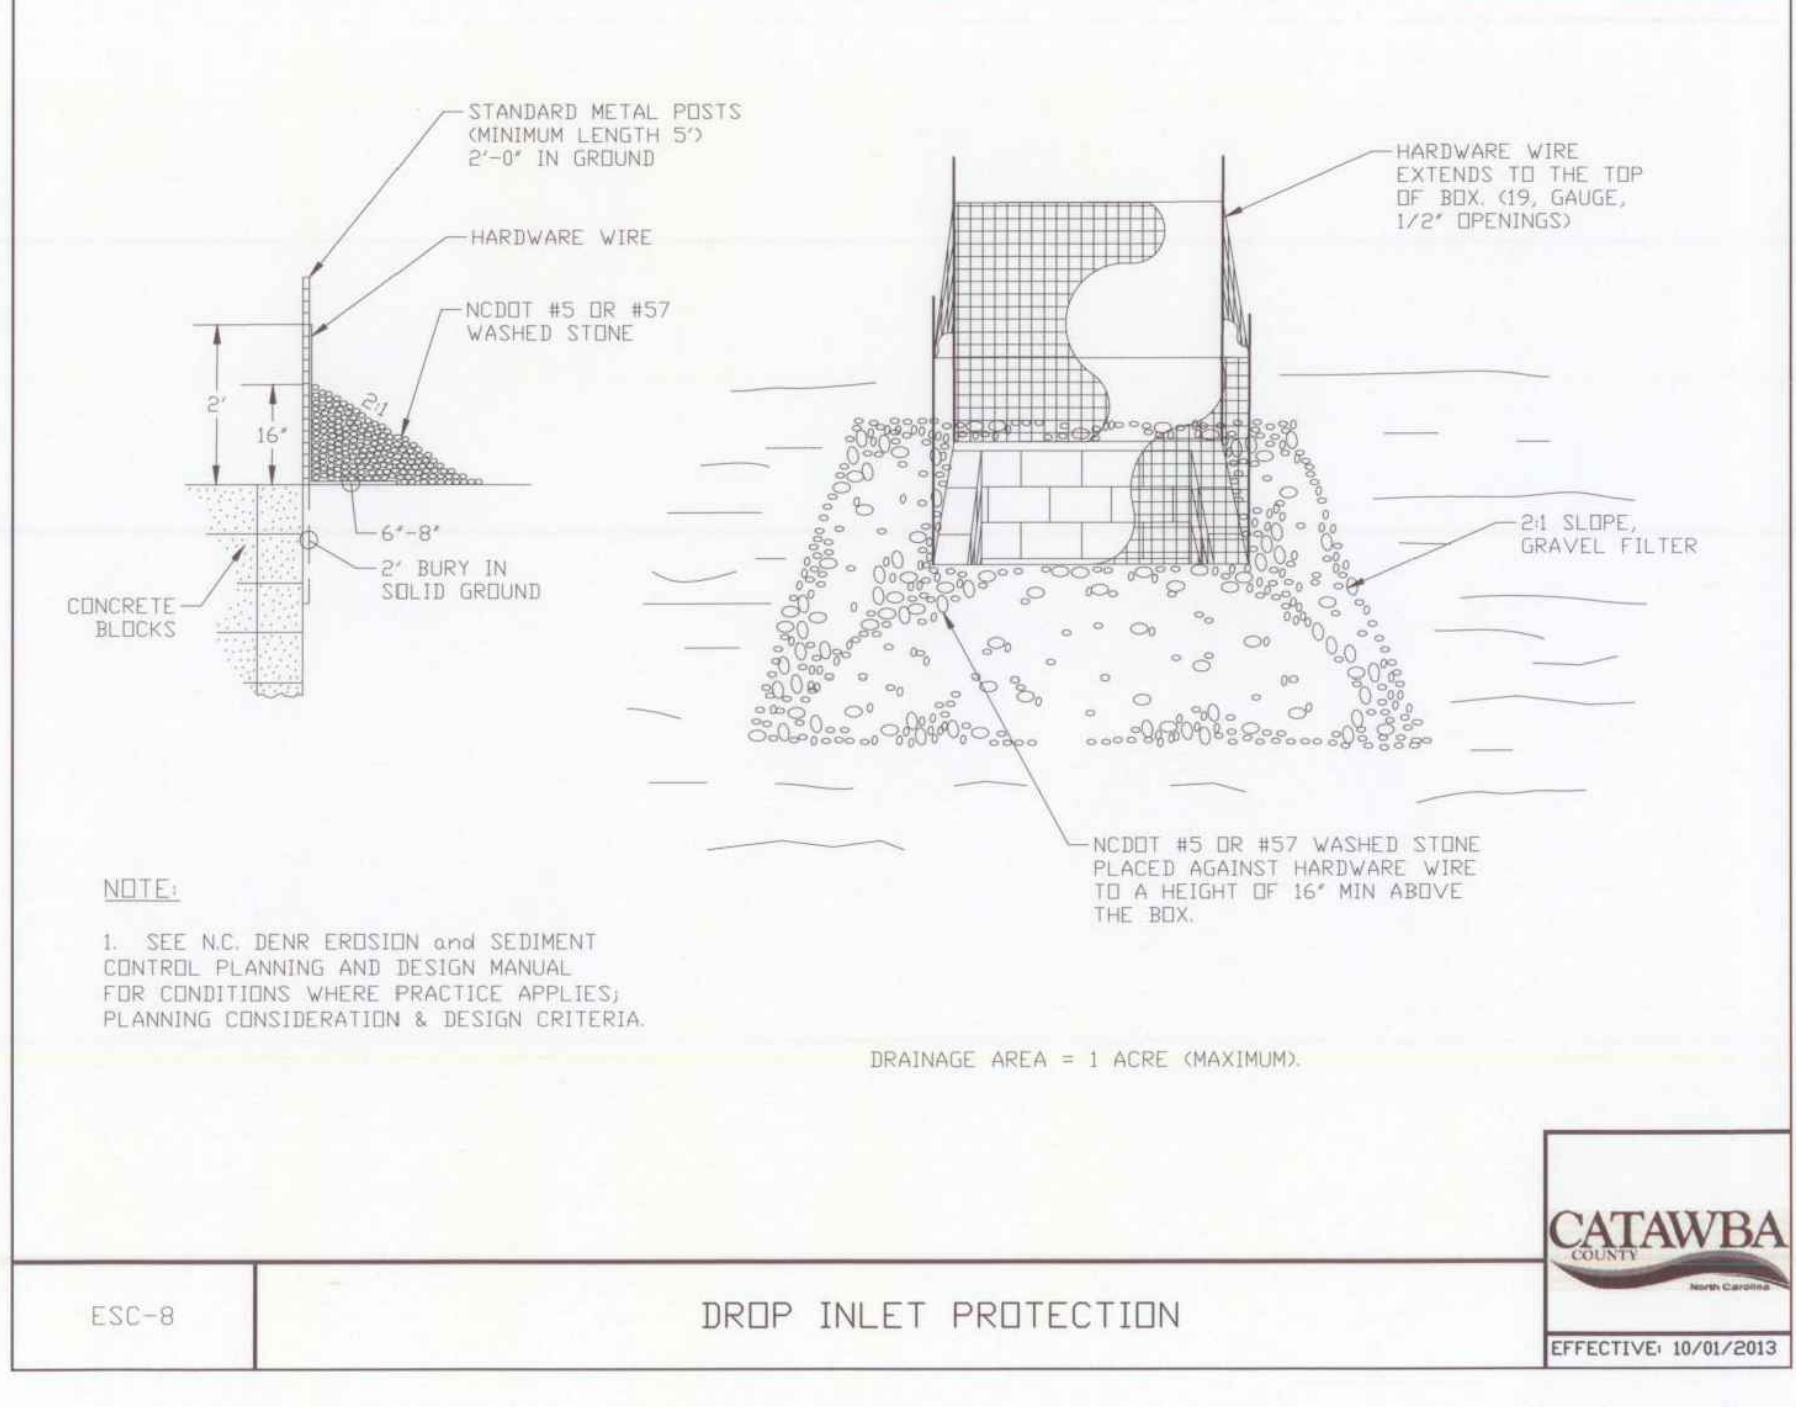 STANDARD METAL POSTS
(MINIMUM LENGTH 5')
2'-0" IN GROUND
HARDWARE WIRE
NCDOT #5 OR #57
WASHED STONE
2'
16"
2:1
6"-8"
2' BURY IN
SOLID GROUND
CONCRETE
BLOCKS
HARDWARE WIRE
EXTENDS TO THE TOP
OF BOX. (19, GAUGE,
1/2" OPENINGS)
2:1 SLOPE,
GRAVEL FILTER
NCDOT #5 OR #57 WASHED STONE
PLACED AGAINST HARDWARE WIRE
TO A HEIGHT OF 16" MIN ABOVE
THE BOX.
NOTE:
1. SEE N.C. DENR EROSION and SEDIMENT
CONTROL PLANNING AND DESIGN MANUAL
FOR CONDITIONS WHERE PRACTICE APPLIES;
PLANNING CONSIDERATION & DESIGN CRITERIA.
DRAINAGE AREA = 1 ACRE (MAXIMUM).
ESC-8
DROP INLET PROTECTION
CATAWBA
COUNTY
North Carolina
EFFECTIVE: 10/01/2013